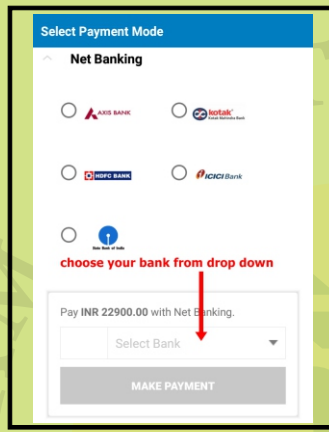 Select Payment Mode
Net Banking
AXIS BANK
kotak
Kotak Mahindra Bank
HDFC BANK
ICICI Bank
State Bank of India
choose your bank from drop down
Pay INR 22900.00 with Net Banking.
Select Bank
MAKE PAYMENT